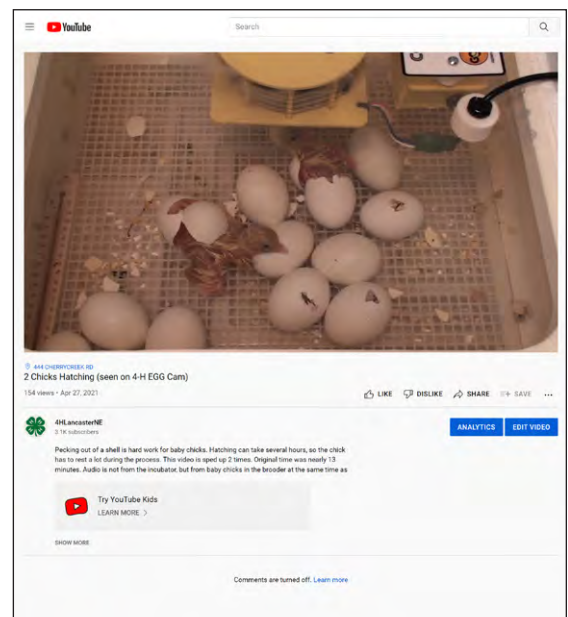 YouTube
Search
444 CHERRYCREEK RD
2 Chicks Hatching (seen on 4-H EGG Cam)
154 views • Apr 27, 2021
LIKE DISLIKE SHARE SAVE ...
4HLancasterNE
3.1K subscribers
ANALYTICS EDIT VIDEO
Pecking out of a shell is hard work for baby chicks. Hatching can take several hours, so the chick
has to rest a lot during the process. This video is sped up 2 times. Original time was nearly 13
minutes. Audio is not from the incubator, but from baby chicks in the brooder at the same time as
Try YouTube Kids
LEARN MORE
SHOW MORE
Comments are turned off. Learn more